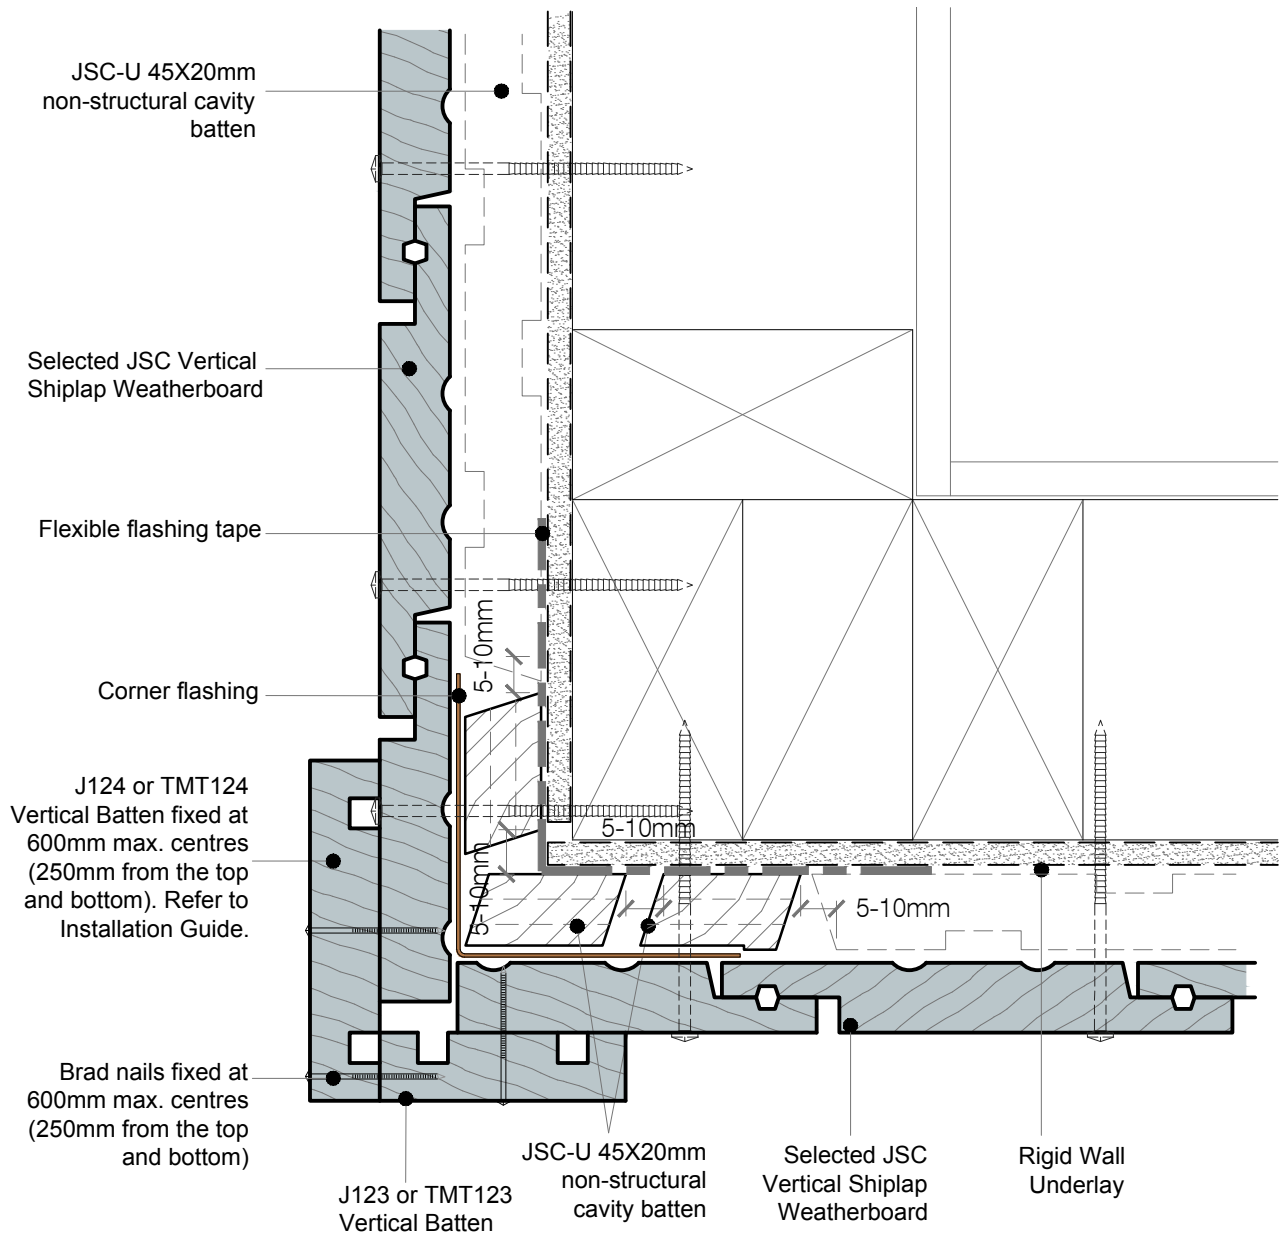 JSC-U 45X20mm
non-structural cavity
batten
Selected JSC Vertical
Shiplap Weatherboard
Flexible flashing tape
5-10mm
Corner flashing
J124 or TMT124
Vertical Batten fixed at
600mm max. centres
(250mm from the top
and bottom). Refer to
Installation Guide.
5-10mm
5-10mm
5-10mm
Brad nails fixed at
600mm max. centres
(250mm from the top
and bottom)
J123 or TMT123
Vertical Batten
JSC-U 45X20mm
non-structural
cavity batten
Selected JSC
Vertical Shiplap
Weatherboard
Rigid Wall
Underlay